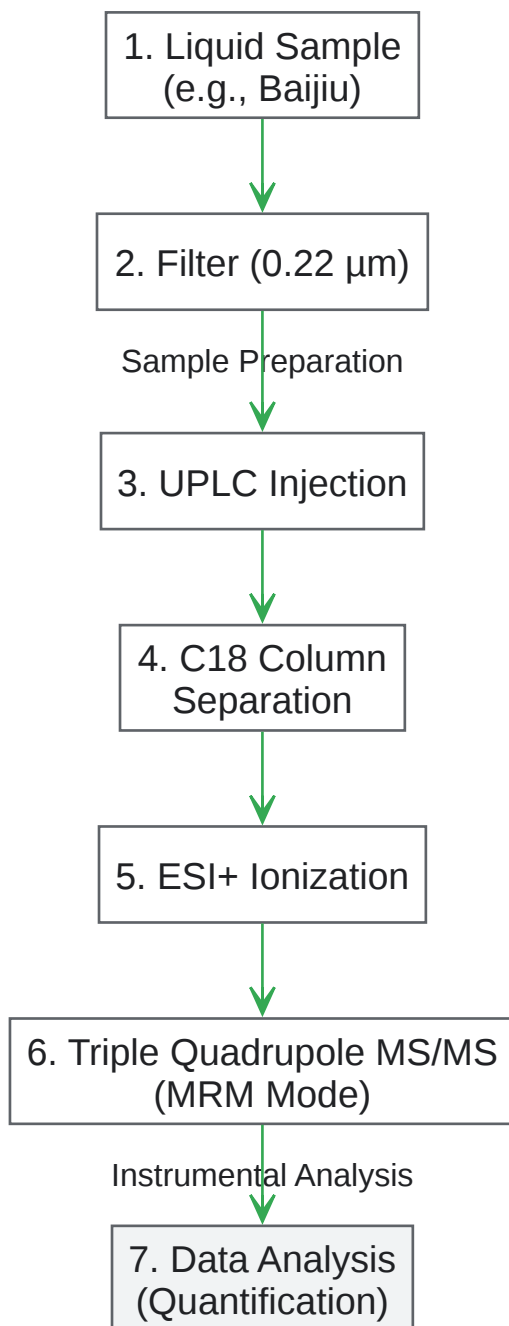 1. Liquid Sample
(e.g., Baijiu)
2. Filter (0.22 µm)
Sample Preparation
3. UPLC Injection
4. C18 Column
Separation
5. ESI+ Ionization
6. Triple Quadrupole MS/MS
(MRM Mode)
Instrumental Analysis
7. Data Analysis
(Quantification)